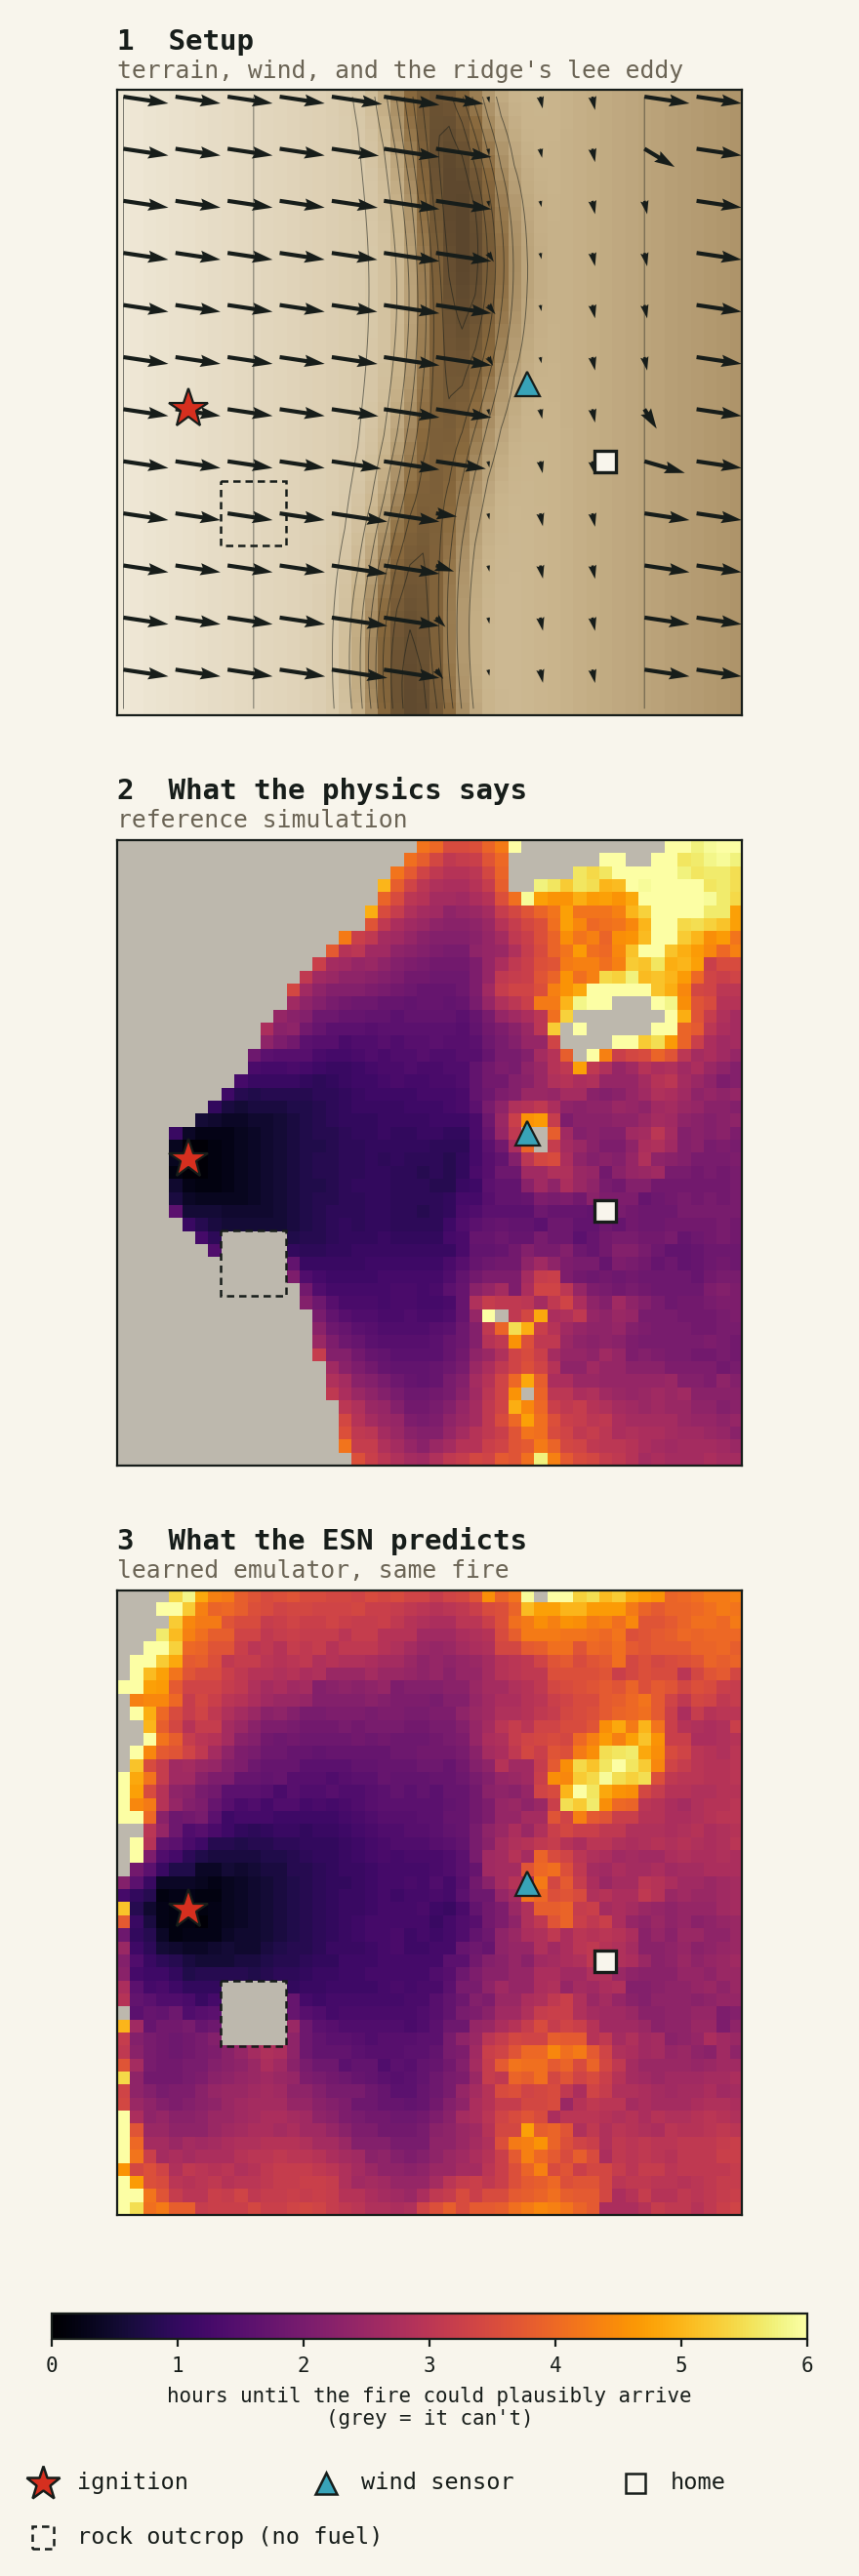 1 Setup
terrain, wind, and the ridge's lee eddy
2 What the physics says
reference simulation
3 What the ESN predicts
learned emulator, same fire
0 1 2 3 4 5 6
hours until the fire could plausibly arrive
(grey = it can't)
ignition wind sensor home
rock outcrop (no fuel)